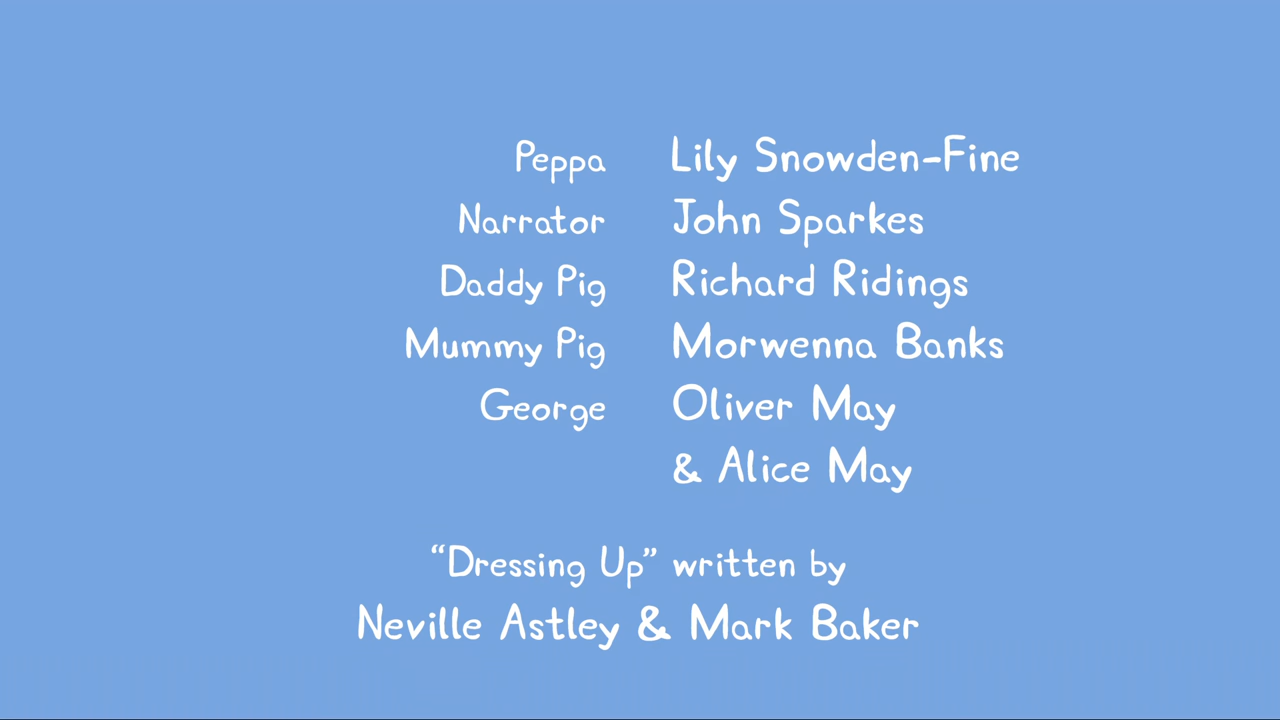 Peppa Lily Snowden-Fine
Narrator John Sparkes
Daddy Pig Richard Ridings
Mummy Pig Morwenna Banks
George Oliver May
& Alice May
“Dressing Up” written by
Neville Astley & Mark Baker